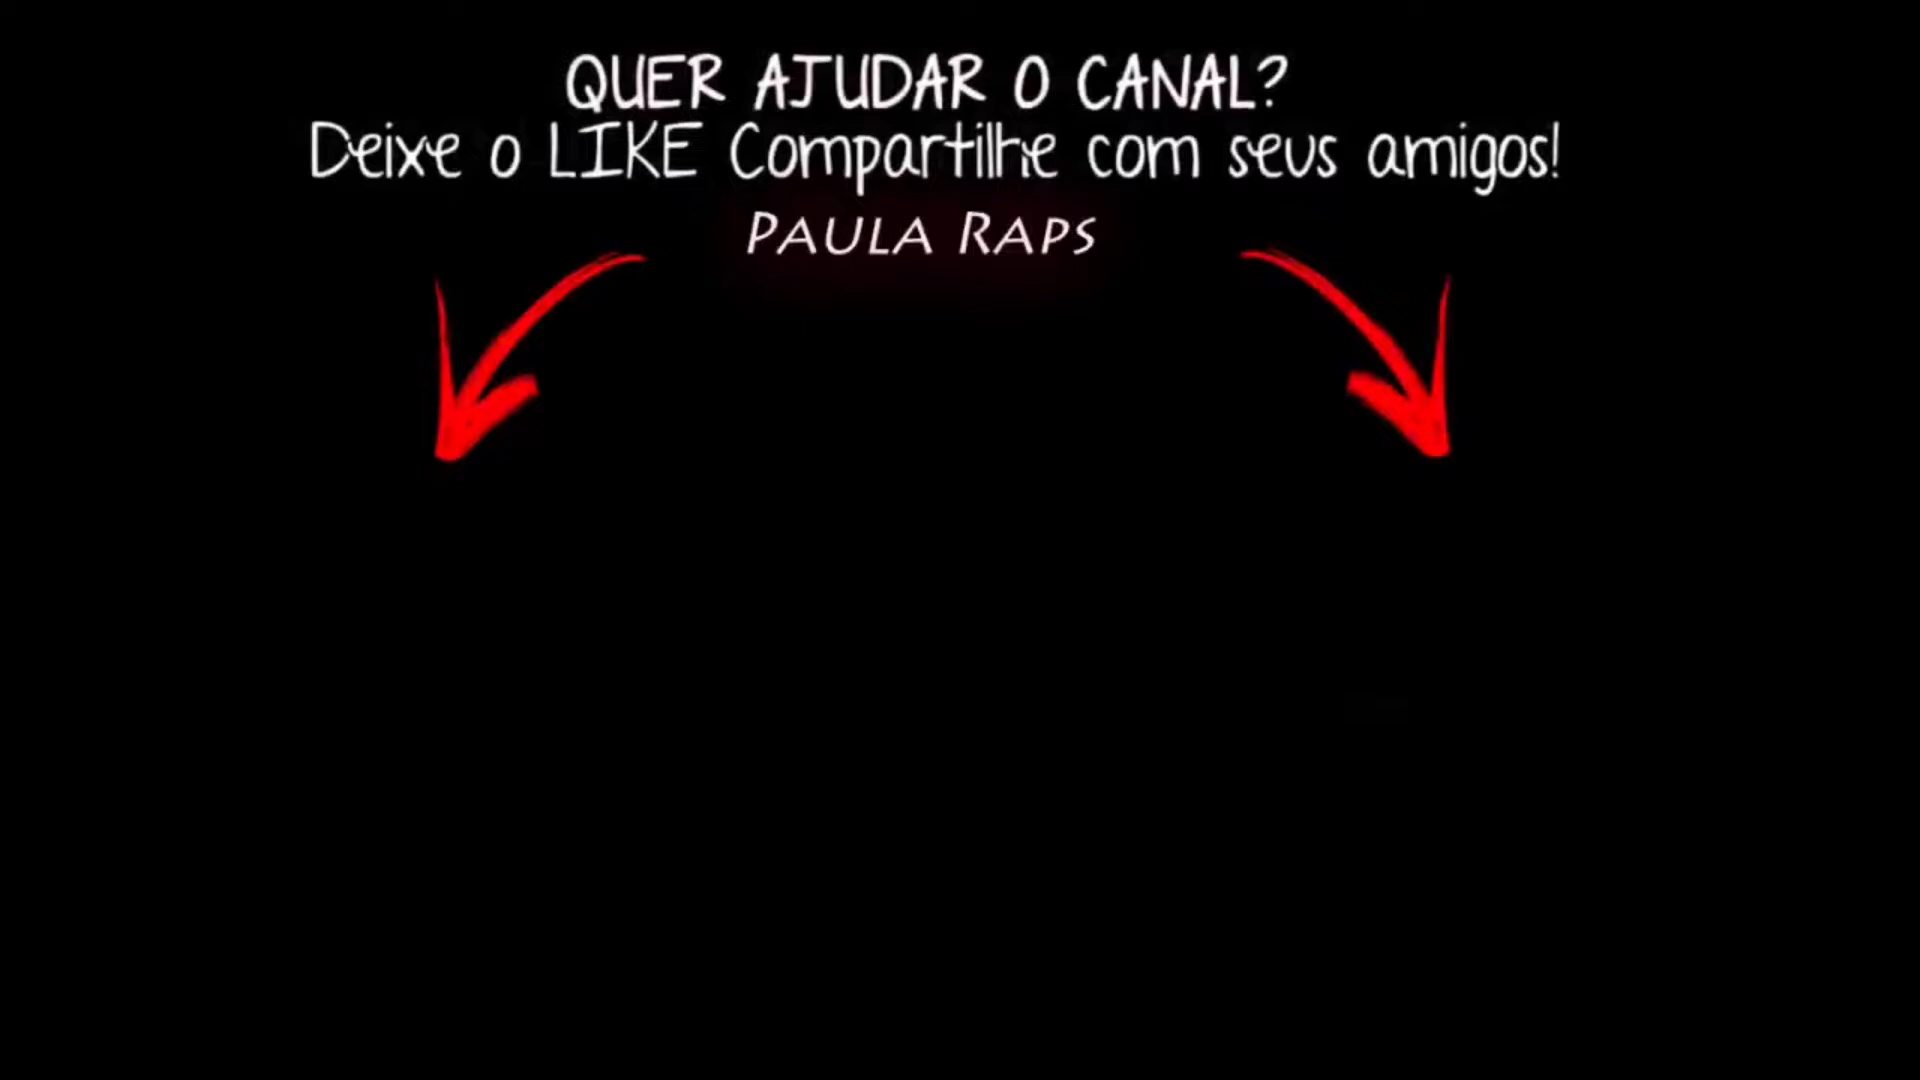 QUER AJUDAR O CANAL?
Deixe o LIKE Compartilhe com seus amigos!
PAULA RAPS